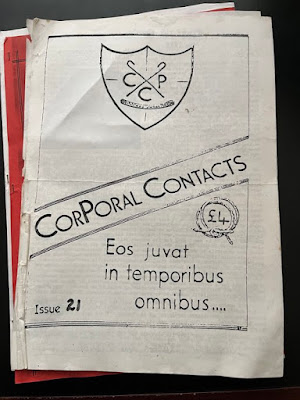 C P
C
CORPORAL CONTACTS
£4
Eos juvat
in temporibus
omnibus....
Issue 21